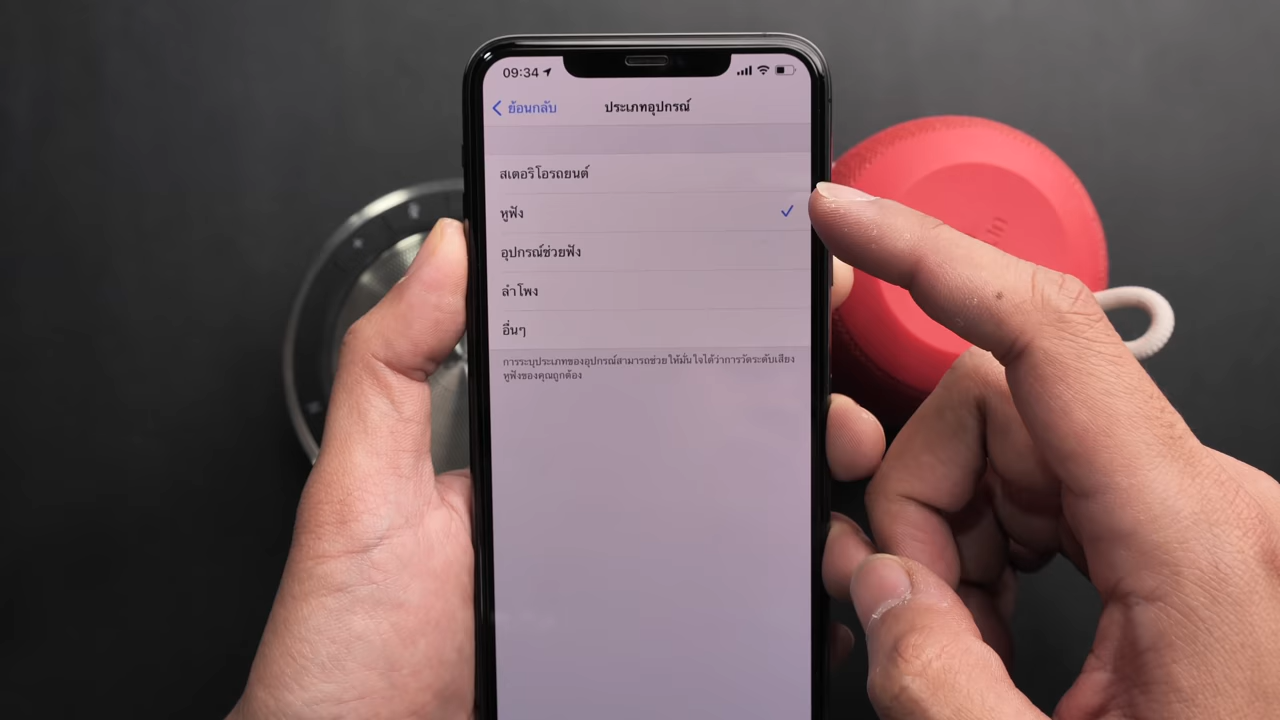 09:34
ย้อนกลับ
ประเภทอุปกรณ์
สเตอริโอรถยนต์
หูฟัง
อุปกรณ์ช่วยฟัง
ลำโพง
อื่นๆ
การระบุประเภทของอุปกรณ์สามารถช่วยให้มั่นใจได้ว่าการวัดระดับเสียง
หูฟังของคุณถูกต้อง